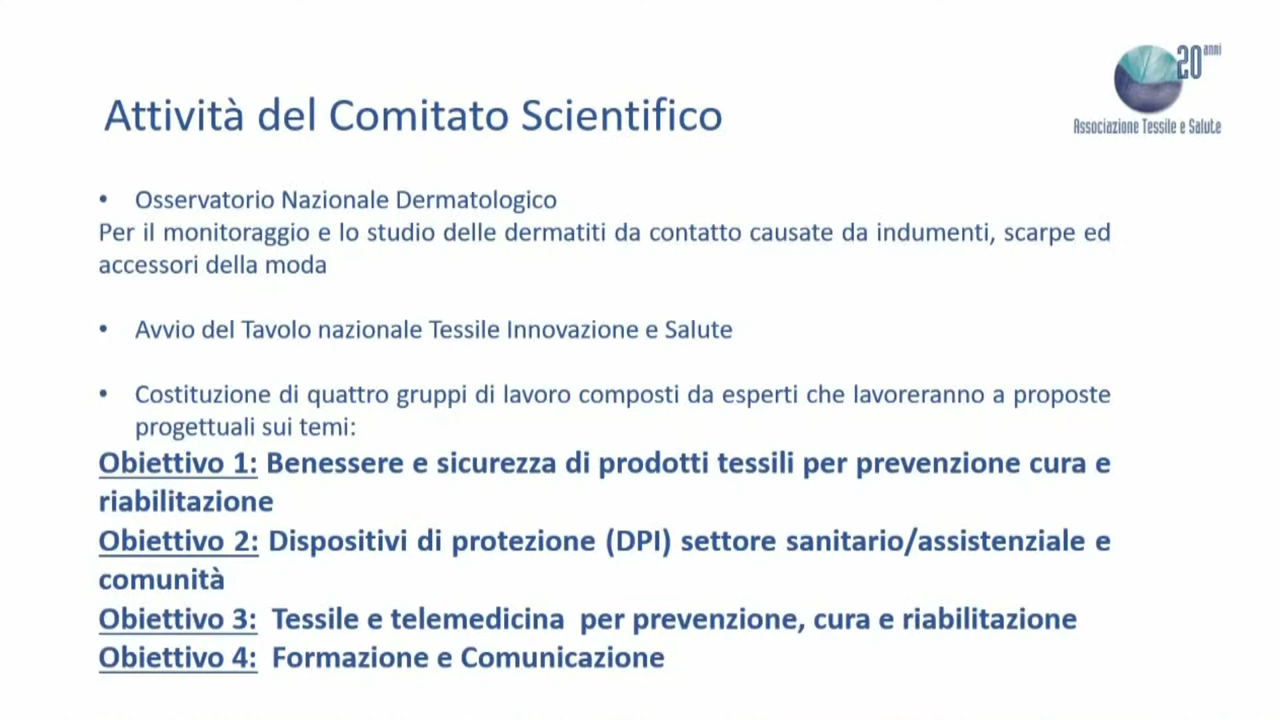 20 anni
Associazione Tessile e Salute
Attività del Comitato Scientifico
• Osservatorio Nazionale Dermatologico
Per il monitoraggio e lo studio delle dermatiti da contatto causate da indumenti, scarpe ed
accessori della moda
• Avvio del Tavolo nazionale Tessile Innovazione e Salute
• Costituzione di quattro gruppi di lavoro composti da esperti che lavoreranno a proposte
progettuali sui temi:
Obiettivo 1: Benessere e sicurezza di prodotti tessili per prevenzione cura e
riabilitazione
Obiettivo 2: Dispositivi di protezione (DPI) settore sanitario/assistenziale e
comunità
Obiettivo 3: Tessile e telemedicina per prevenzione, cura e riabilitazione
Obiettivo 4: Formazione e Comunicazione